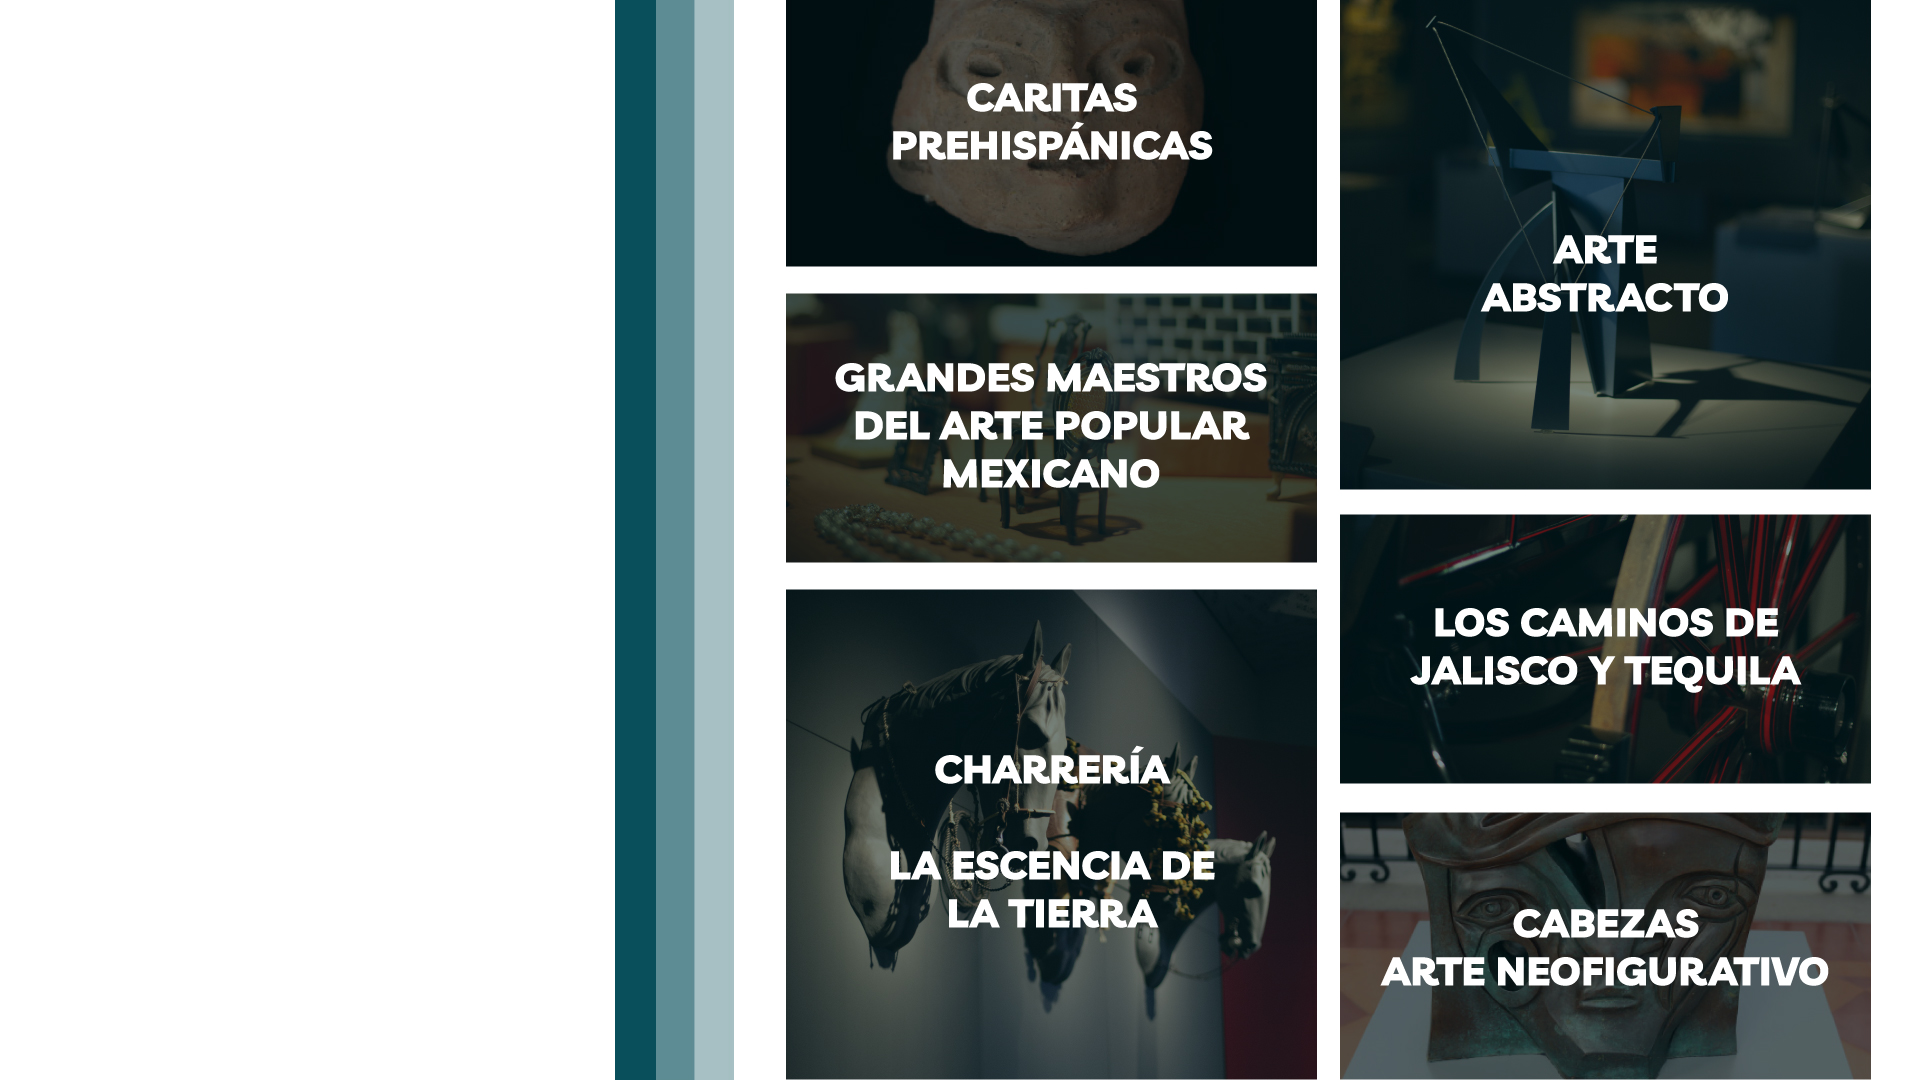 CARITAS
PREHISPÁNICAS
GRANDES MAESTROS
DEL ARTE POPULAR
MEXICANO
CHARRERÍA
LA ESCENCIA DE
LA TIERRA
ARTE
ABSTRACTO
LOS CAMINOS DE
JALISCO Y TEQUILA
CABEZAS
ARTE NEOFIGURATIVO